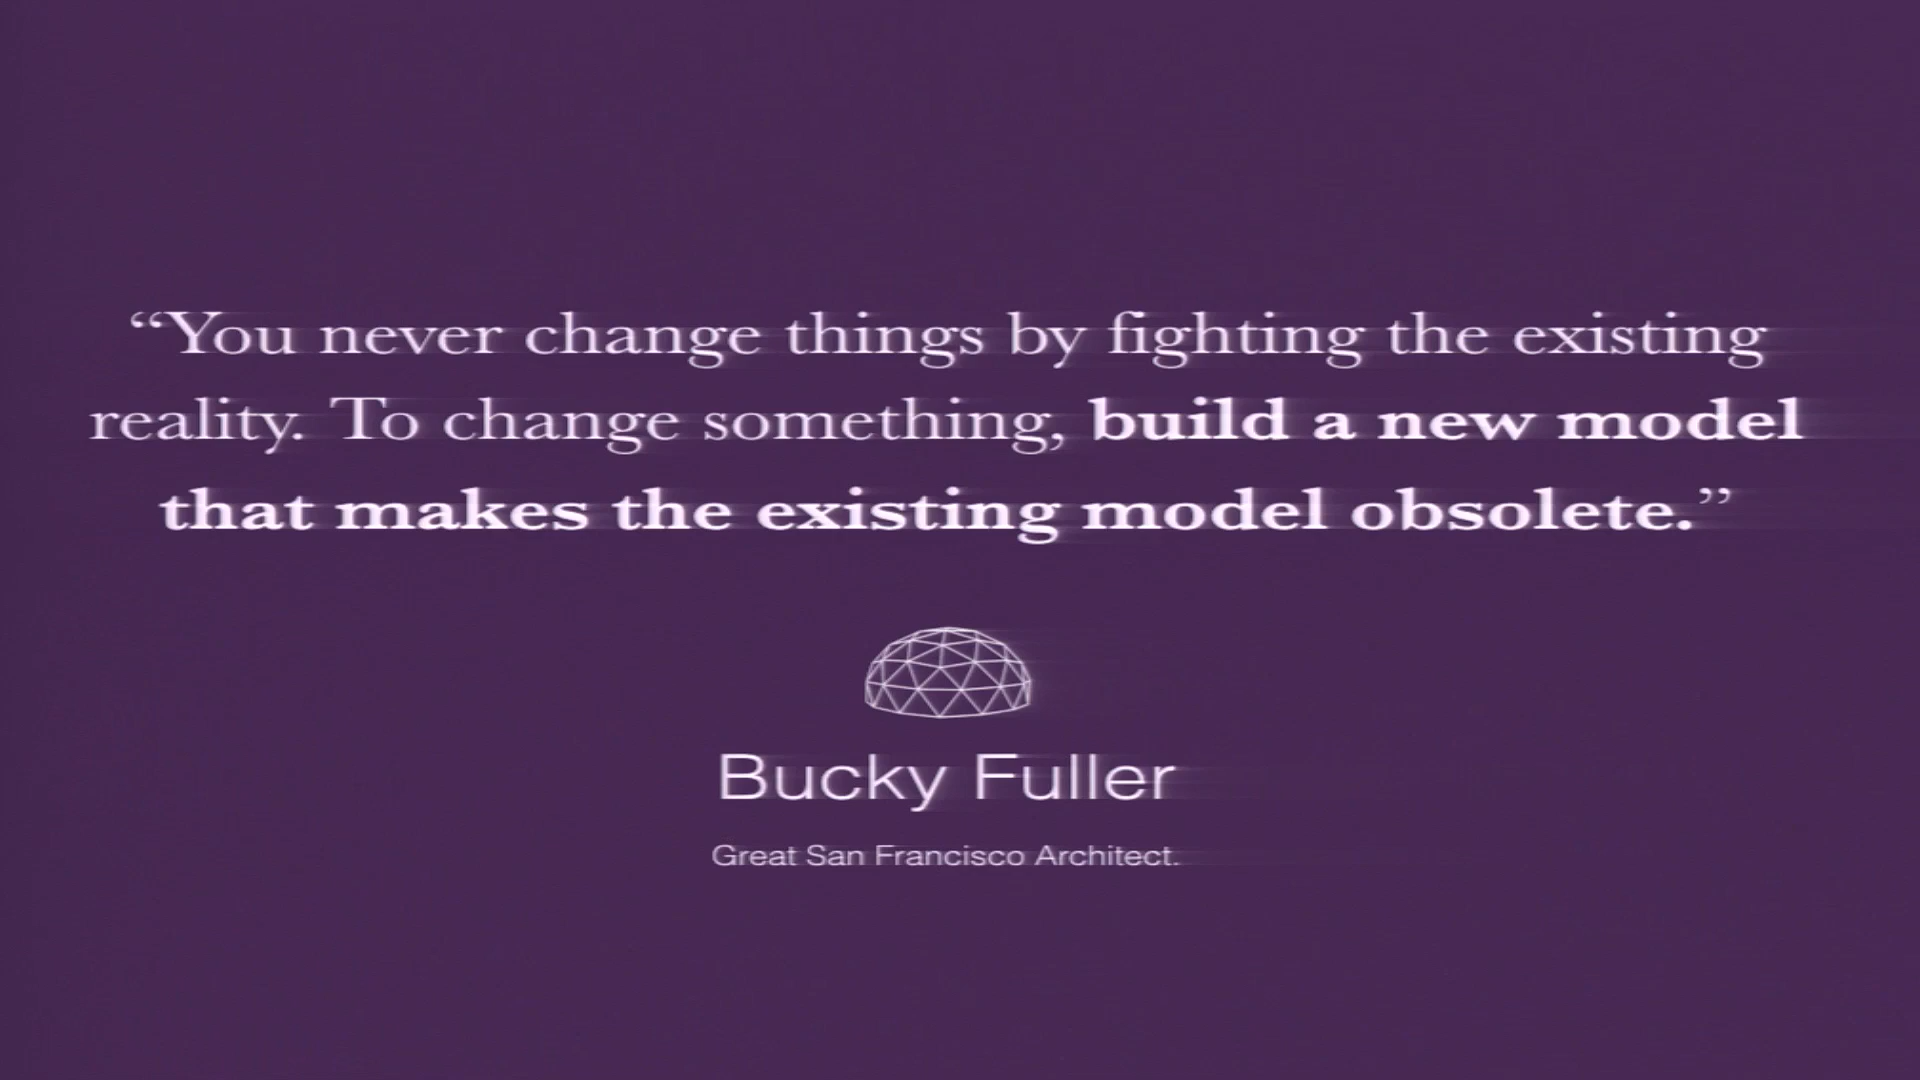 “You never change things by fighting the existing
reality. To change something, build a new model
that makes the existing model obsolete.”
Bucky Fuller
Great San Francisco Architect.